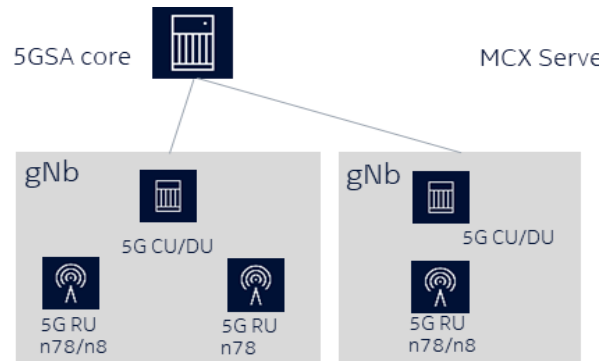 5GSA core
MCX Serve
gNb
5G CU/DU
5G RU
n78/n8
5G RU
n78
gNb
5G CU/DU
5G RU
n78/n8